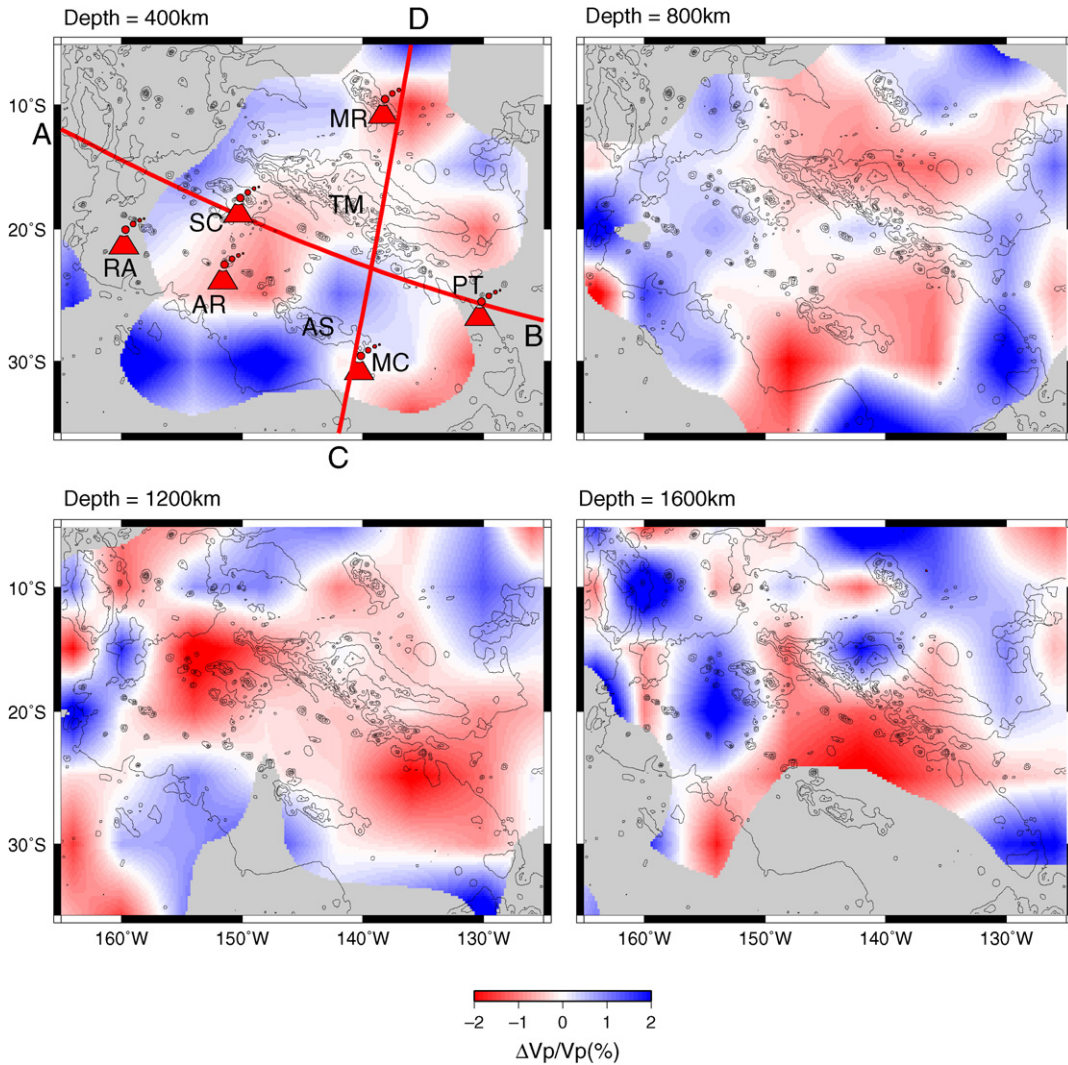 D
Depth = 400km
Depth = 800km
10˚S
A
MR
TM
SC
20˚S
RA
AR
PT
AS
B
30˚S
MC
C
Depth = 1200km
Depth = 1600km
10˚S
20˚S
30˚S
160˚W 150˚W 140˚W 130˚W 160˚W 150˚W 140˚W 130˚W
−2 −1 0 1 2
ΔVp/Vp(%)